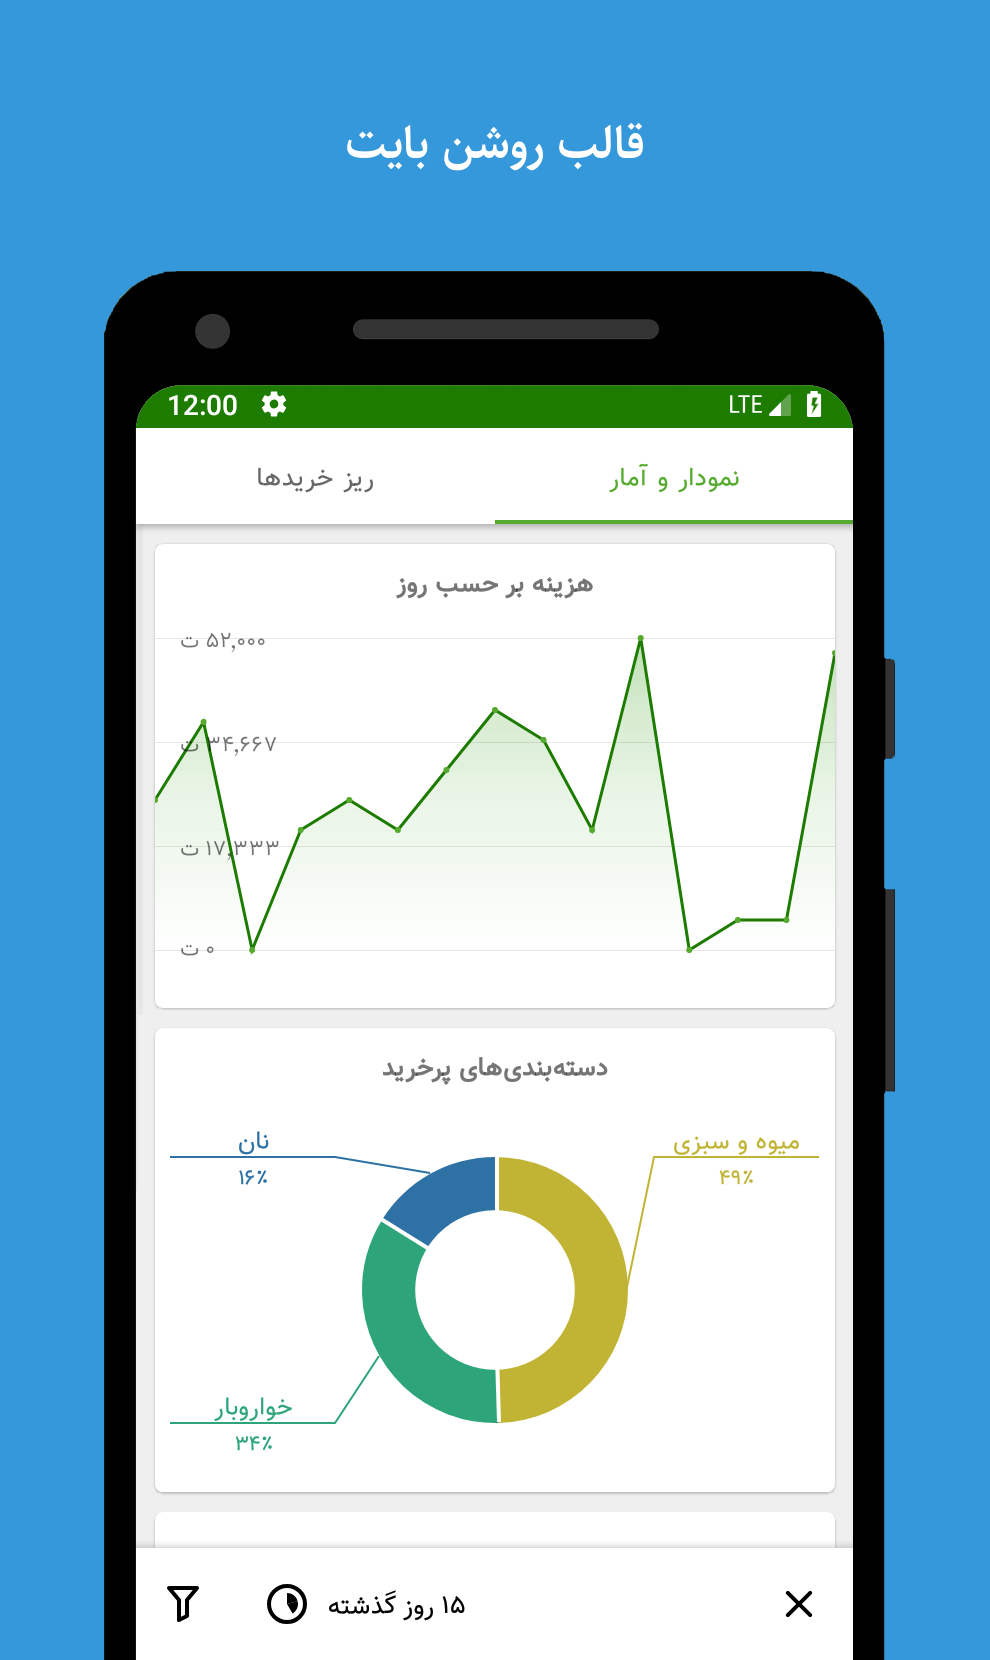 قالب روشن بایت
12:00 LTE
نمودار و آمار
ریز خریدها
هزینه بر حسب روز
۵۲,۰۰۰ ت
۳۴,۶۶۷ ت
۱۷,۳۳۳ ت
۰ ت
دسته‌بندی‌های پرخرید
میوه و سبزی
۴۹٪
نان
۱۶٪
خواروبار
۳۴٪
۱۵ روز گذشته